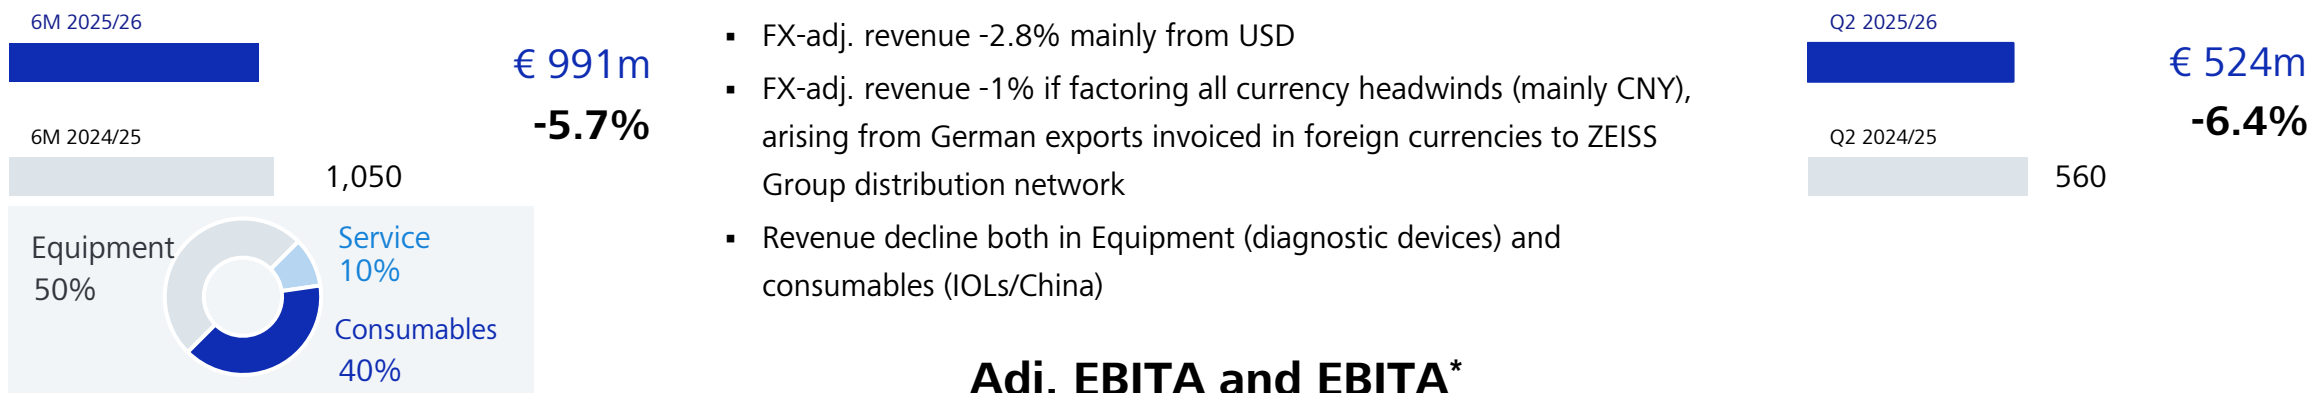 6M 2025/26
€ 991m
-5.7%
6M 2024/25
1,050
Equipment
50%
Service
10%
Consumables
40%
▪ FX-adj. revenue -2.8% mainly from USD
▪ FX-adj. revenue -1% if factoring all currency headwinds (mainly CNY),
arising from German exports invoiced in foreign currencies to ZEISS
Group distribution network
▪ Revenue decline both in Equipment (diagnostic devices) and
consumables (IOLs/China)
Q2 2025/26
€ 524m
-6.4%
Q2 2024/25
560
Adj. EBITA and EBITA*